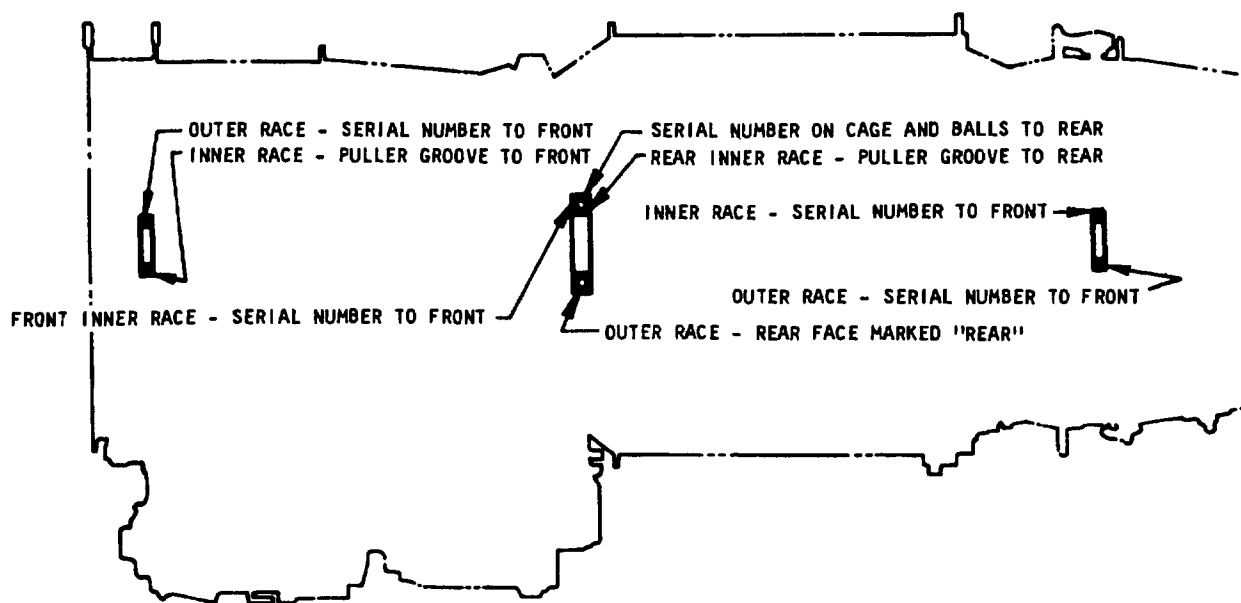 OUTER RACE - SERIAL NUMBER TO FRONT
INNER RACE - PULLER GROOVE TO FRONT
SERIAL NUMBER ON CAGE AND BALLS TO REAR
REAR INNER RACE - PULLER GROOVE TO REAR
INNER RACE - SERIAL NUMBER TO FRONT
OUTER RACE - SERIAL NUMBER TO FRONT
FRONT INNER RACE - SERIAL NUMBER TO FRONT
OUTER RACE - REAR FACE MARKED "REAR"